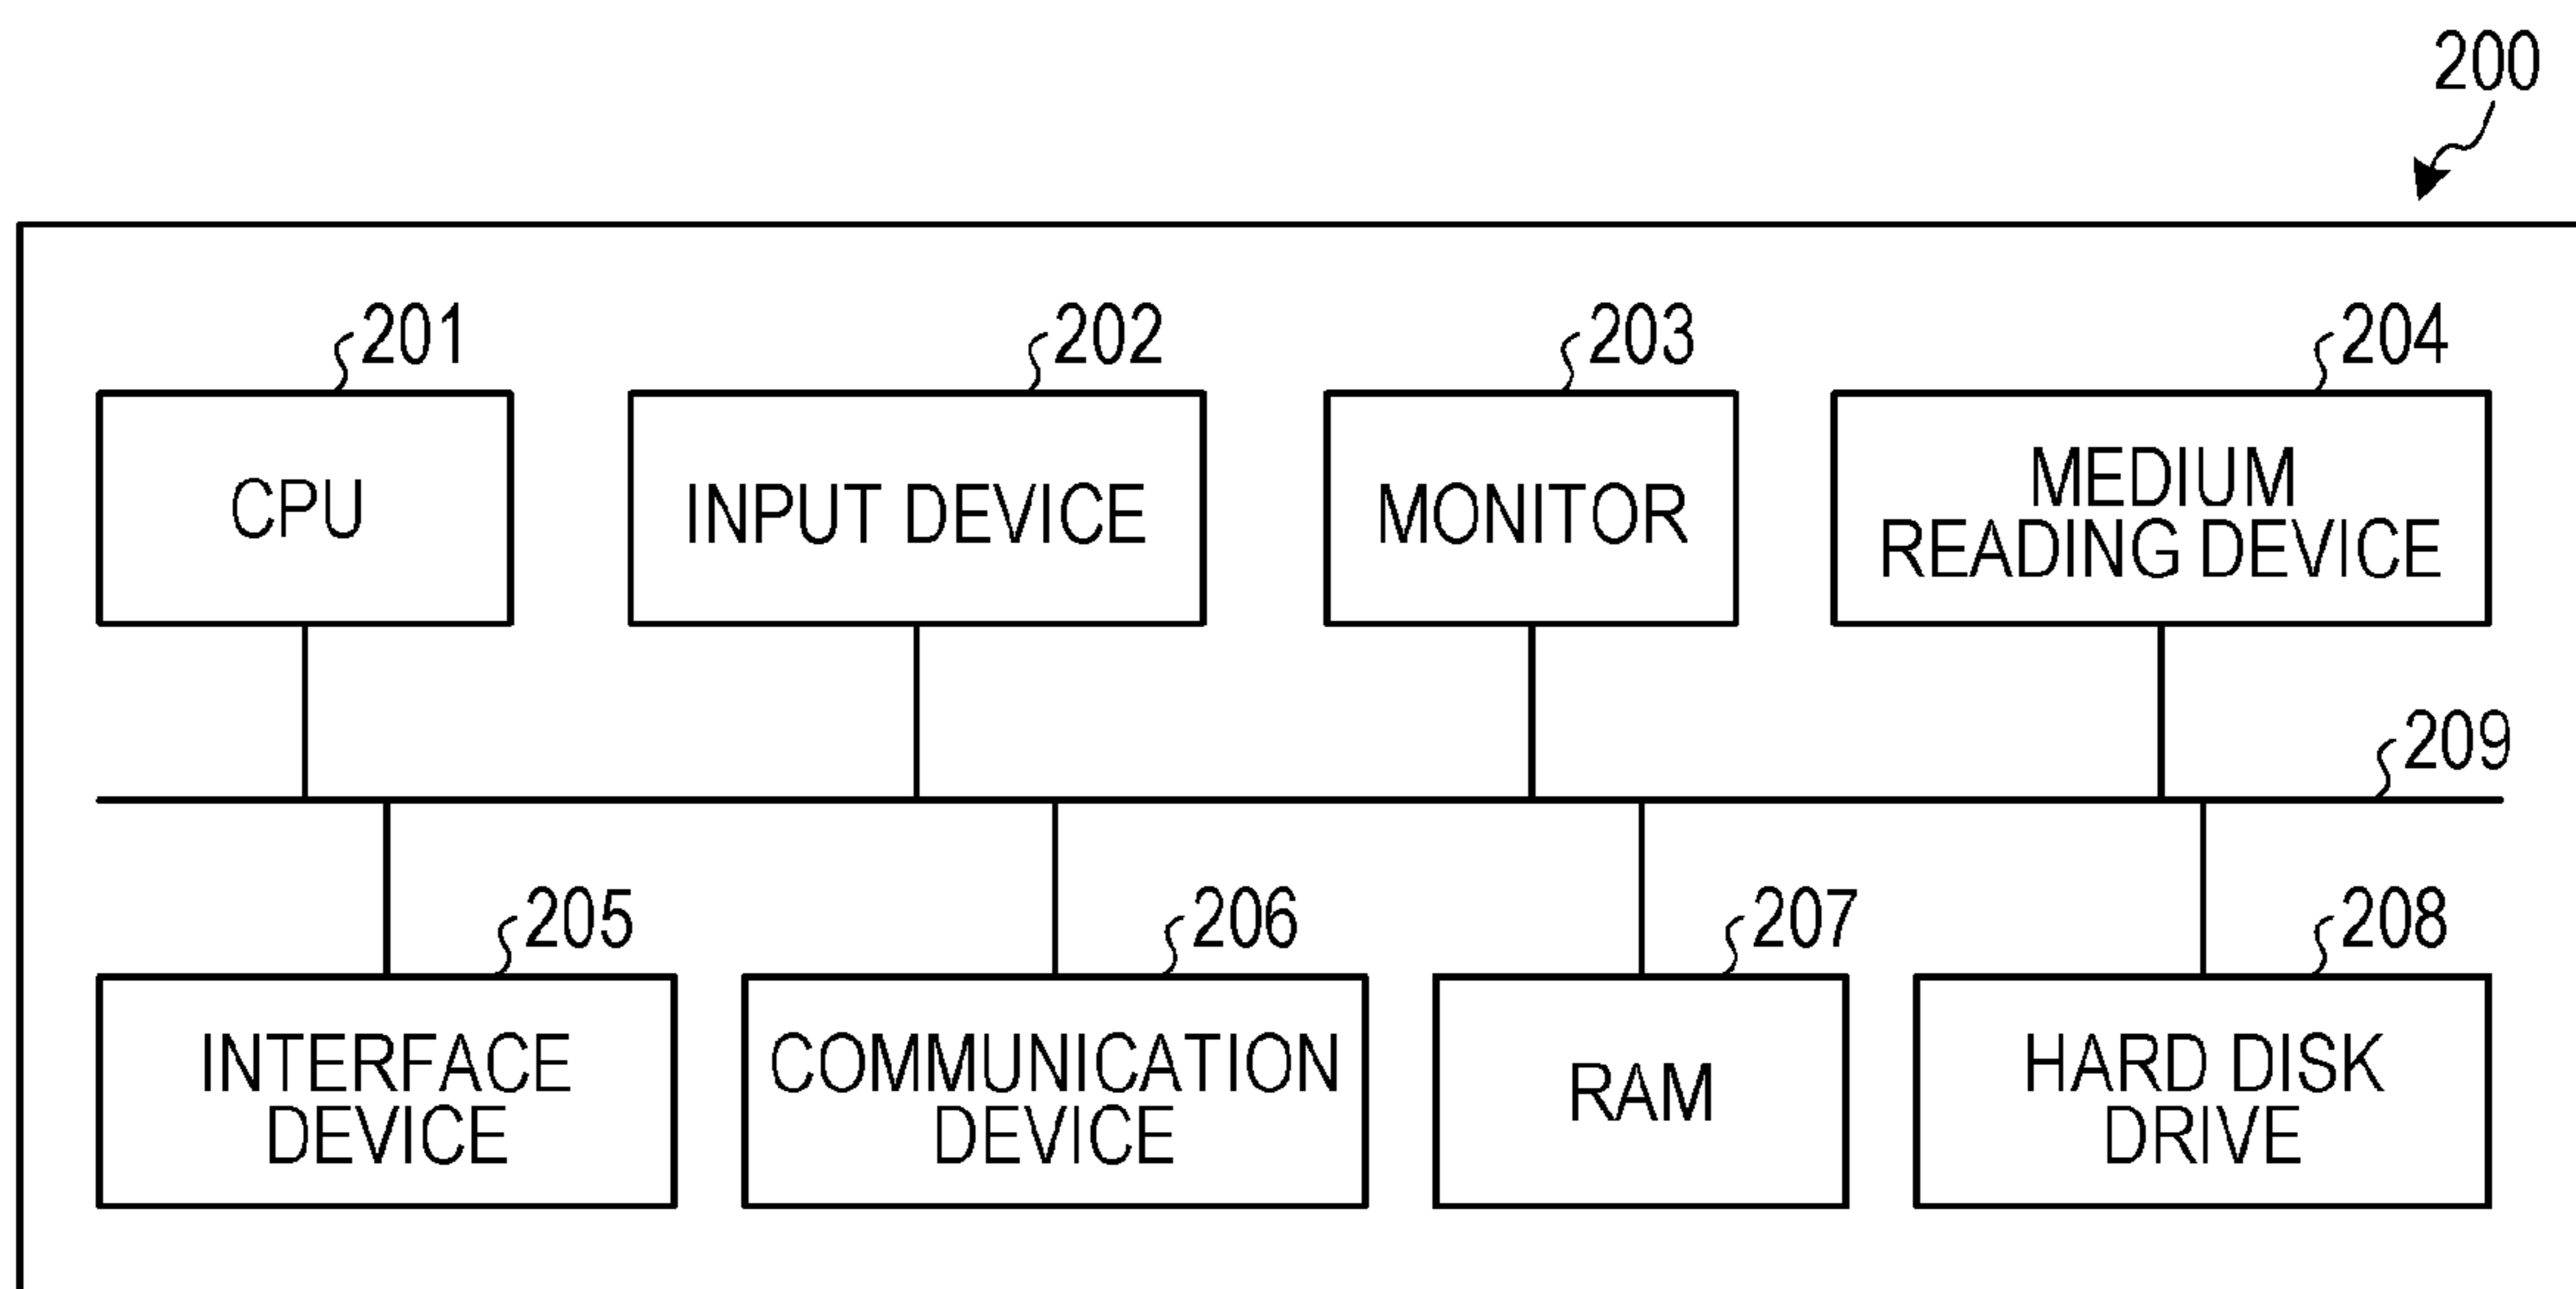 200
201
202
203
204
CPU
INPUT DEVICE
MONITOR
MEDIUM
READING DEVICE
209
205
206
207
208
INTERFACE
DEVICE
COMMUNICATION
DEVICE
RAM
HARD DISK
DRIVE